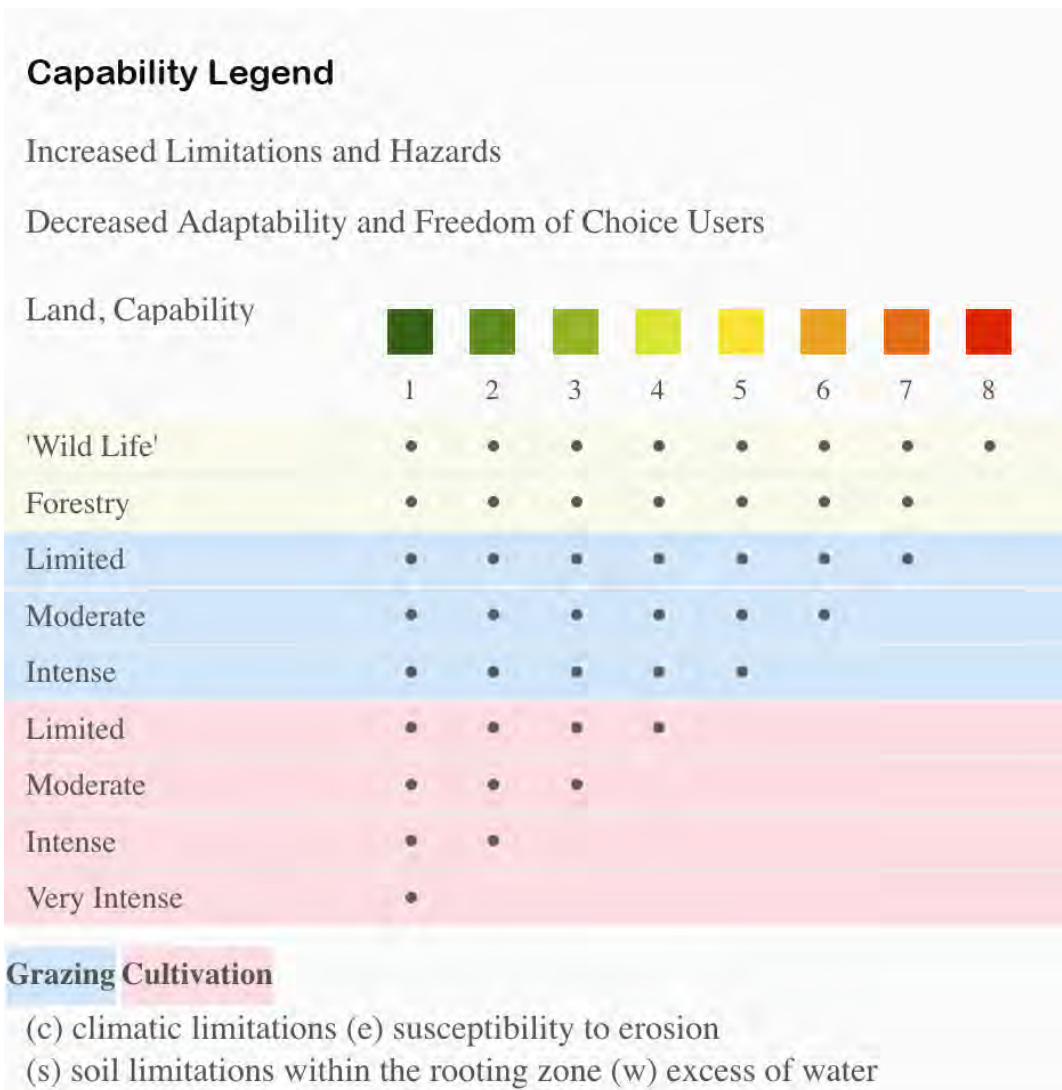 Capability Legend
Increased Limitations and Hazards
Decreased Adaptability and Freedom of Choice Users
Land, Capability
1 2 3 4 5 6 7 8
'Wild Life'
Forestry
Limited
Moderate
Intense
Limited
Moderate
Intense
Very Intense
Grazing Cultivation
(c) climatic limitations (e) susceptibility to erosion
(s) soil limitations within the rooting zone (w) excess of water